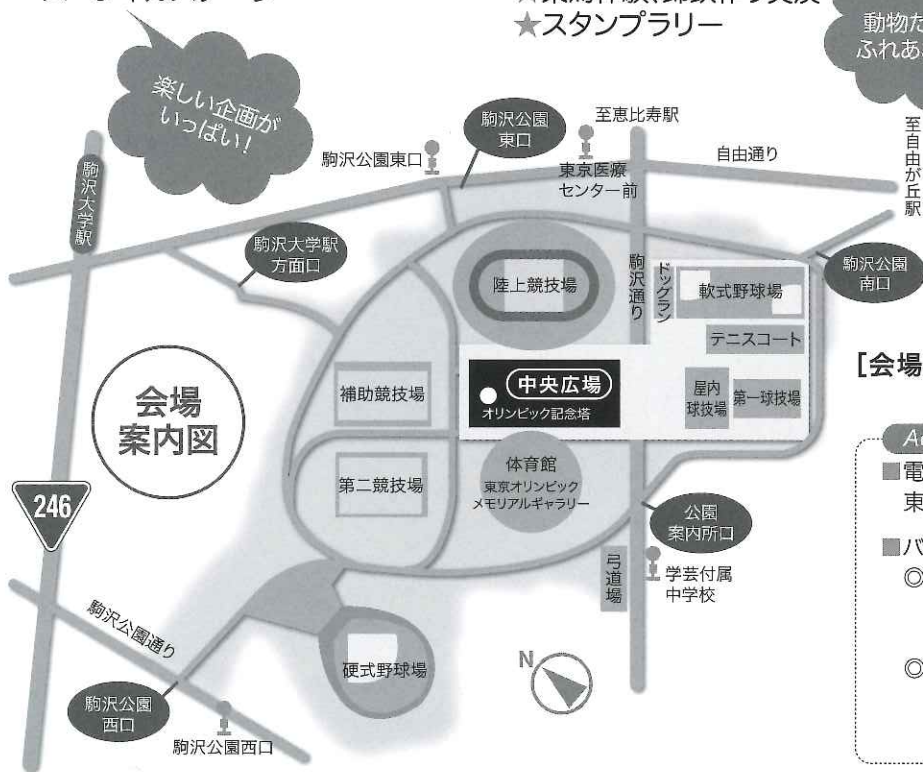 ★スタンプラリー
動物た
ふれあ
楽しい企画が
いっぱい!
駒沢公園
東口
至恵比寿駅
駒沢公園東口
東京医療
センター前
自由通り
至自由が丘駅
駒沢大学駅
駒沢大学駅
方面口
陸上競技場
駒沢通り
ドッグラン
軟式野球場
駒沢公園
南口
テニスコート
会場
案内図
補助競技場
中央広場
オリンピック記念塔
屋内
球技場
第一球技場
[会場
246
第二競技場
体育館
東京オリンピック
メモリアルギャラリー
公園
案内所口
■電
東
■バ
◎
◎
弓道場
学芸付属
中学校
駒沢公園通り
硬式野球場
N
駒沢公園
西口
駒沢公園西口